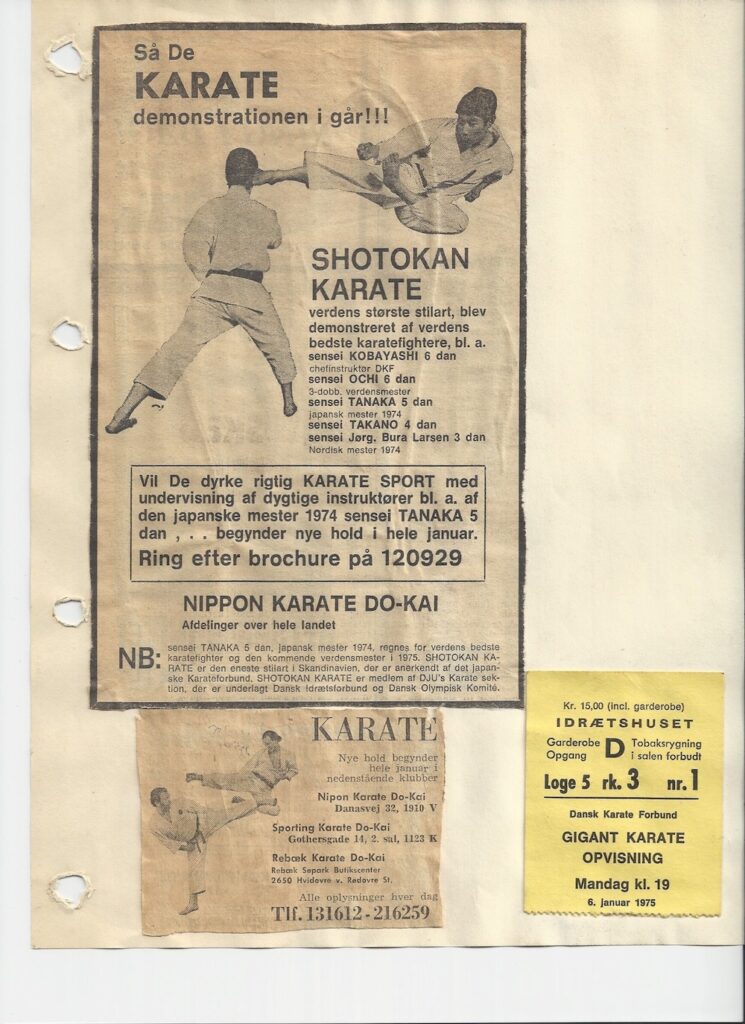 Så De
KARATE
demonstrationen i går!!!
SHOTOKAN
KARATE
verdens største stilart, blev
demonstreret af verdens
bedste karatefightere, bl. a.
sensei KOBAYASHI 6 dan
chefinstruktør DKF
sensei OCHI 6 dan
3-dobb. verdensmester
sensei TANAKA 5 dan
japansk mester 1974
sensei TAKANO 4 dan
sensei Jørg. Bura Larsen 3 dan
Nordisk mester 1974
Vil De dyrke rigtig KARATE SPORT med
undervisning af dygtige instruktører bl. a. af
den japanske mester 1974 sensei TANAKA 5
dan , . . begynder nye hold i hele januar.
Ring efter brochure på 120929
NIPPON KARATE DO-KAI
Afdelinger over hele landet
NB: sensei TANAKA 5 dan, japansk mester 1974, regnes for verdens bedste
karatefighter og den kommende verdensmester i 1975. SHOTOKAN KA-
RATE er den eneste stilart i Skandinavien, der er anerkendt af det japan-
ske Karateforbund. SHOTOKAN KARATE er medlem af DJU's Karate sek-
tion, der er underlagt Dansk Idrætsforbund og Dansk Olympisk Komité.
KARATE
Nye hold begynder
hele januar i
nedenstående klubber
Nipon Karate Do-Kai
Danasvej 32, 1910 V
Sporting Karate Do-Kai
Gothersgade 14, 2. sal, 1123 K
Rebæk Karate Do-Kai
Rebæk Søpark Butikscenter
2650 Hvidovre v. Rødovre St.
Alle oplysninger hver dag
Tlf. 131612-216259
Kr. 15,00 (incl. garderobe)
IDRÆTSHUSET
Garderobe D Tobaksrygning
Opgang i salen forbudt
Loge 5 rk. 3 nr. 1
Dansk Karate Forbund
GIGANT KARATE
OPVISNING
Mandag kl. 19
6. januar 1975